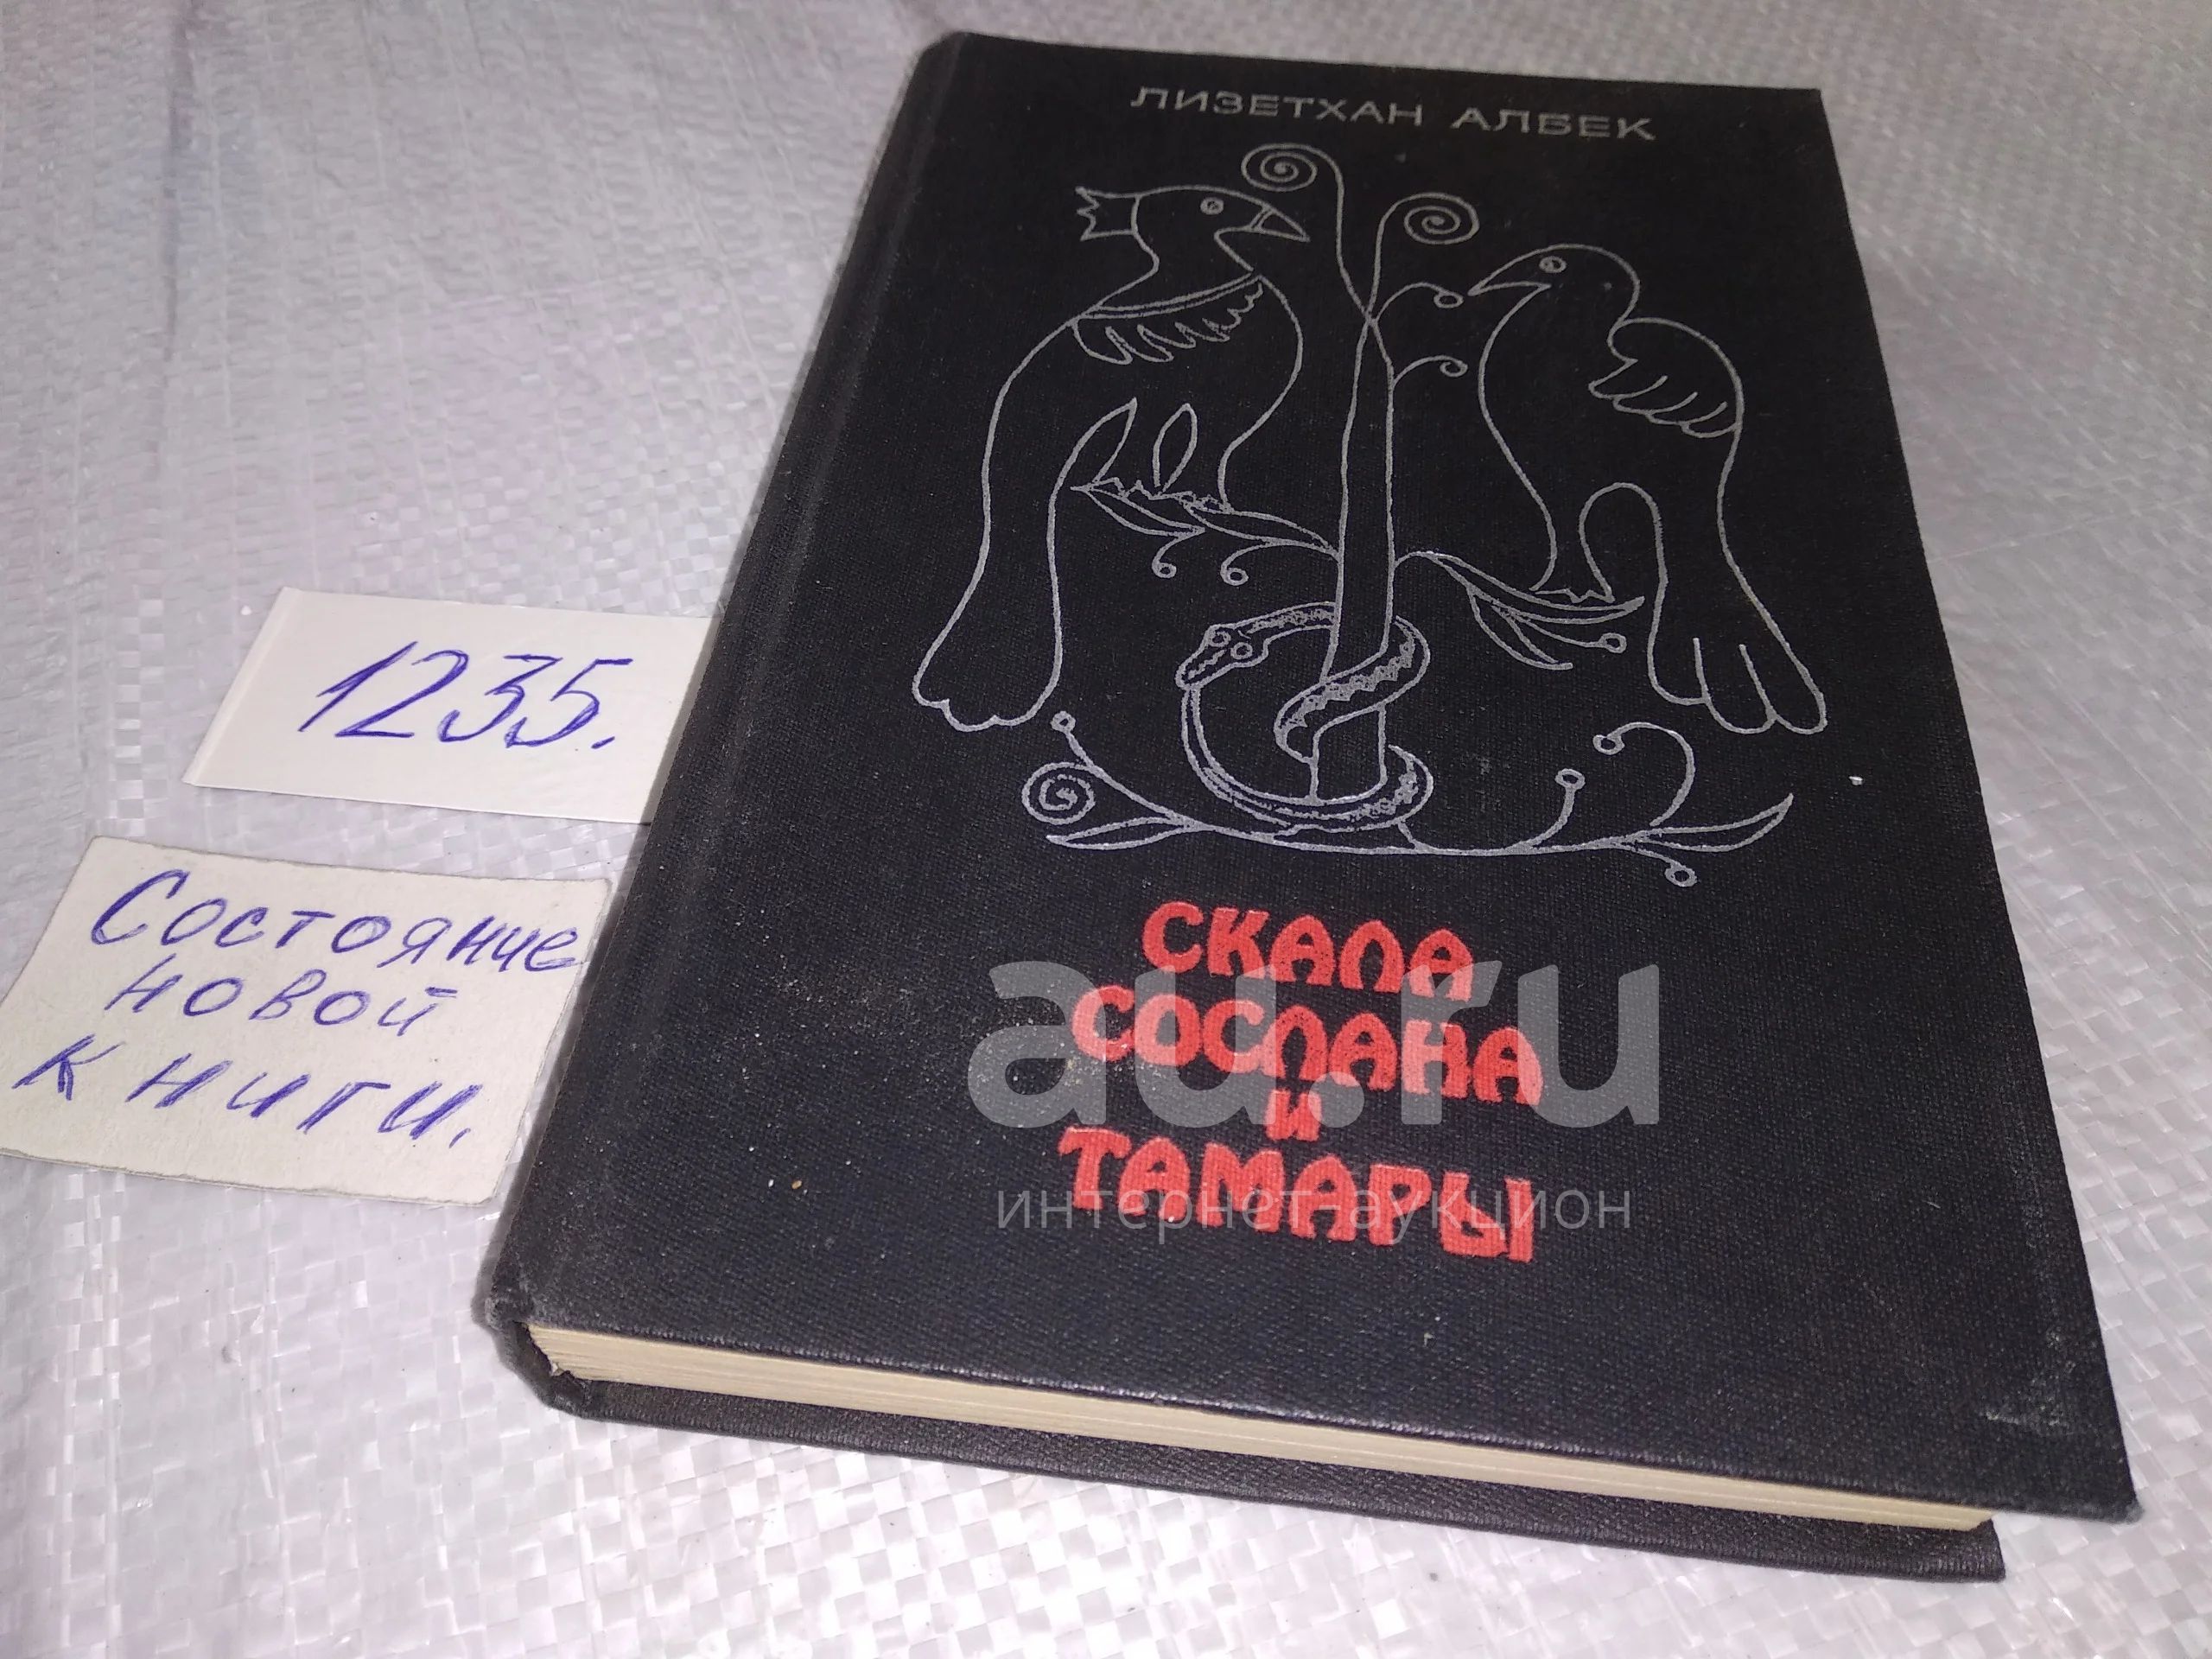 ЛИЗЕТХАН АЛБЕК
1235.
Состояние
новой
книги.
СКАЛА
СОСЛАНА
И
ТАМАРЫ
au.ru
интернет аукцион